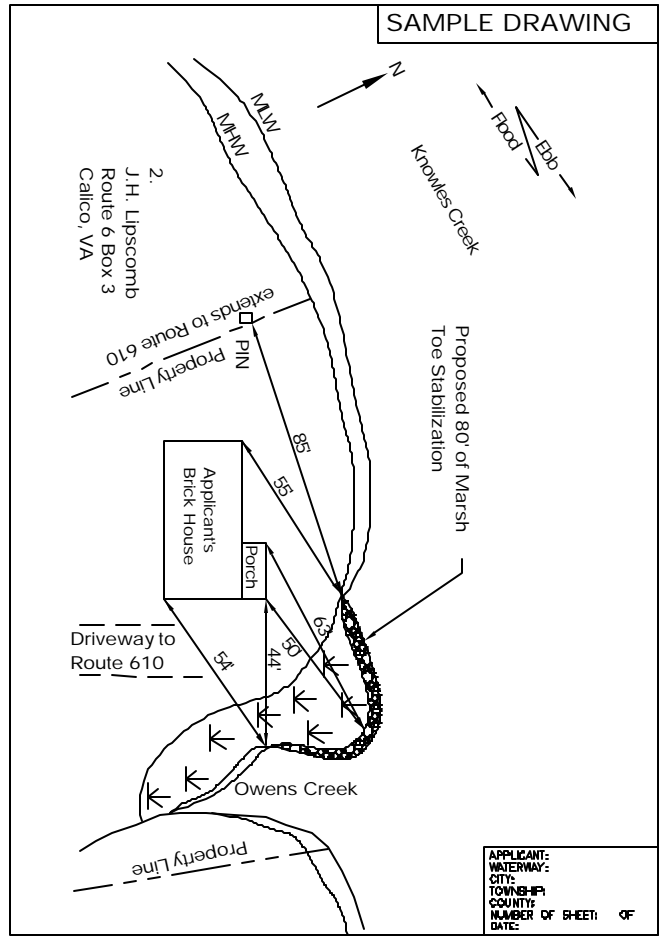 SAMPLE DRAWING
N
MLW
MHW
Flood
Ebb
Knowles Creek
2.
J.H. Lipscomb
Route 6 Box 3
Calico, VA
extends to Route 610
Property Line
PIN
Proposed 80' of Marsh
Toe Stabilization
85'
55'
Applicant's
Brick House
Porch
63'
50'
44'
54'
Driveway to
Route 610
Owens Creek
Property Line
APPLICANT:
WATERWAY:
CITY:
TOWNSHIP:
COUNTY:
NUMBER OF SHEET: OF
DATE: